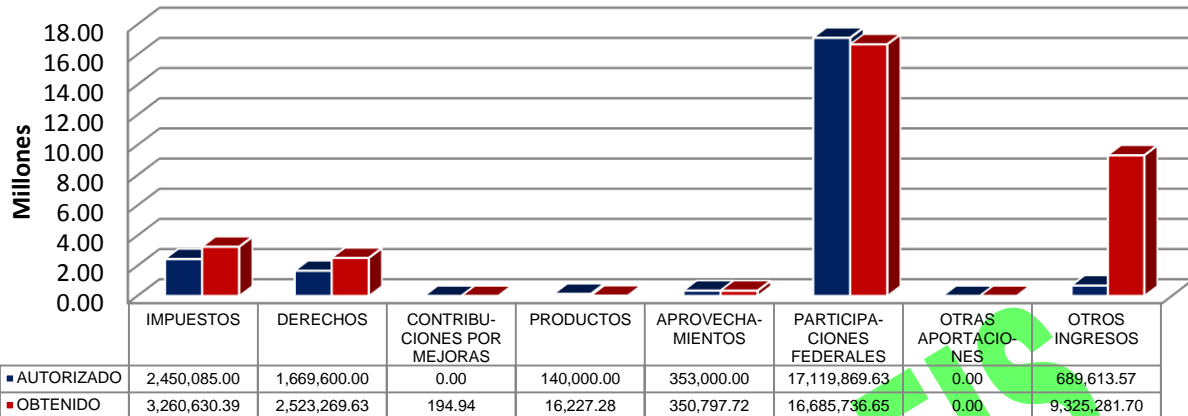 18.00
16.00
14.00
12.00
10.00
8.00
6.00
4.00
2.00
0.00
Millones
IMPUESTOS DERECHOS CONTRIBU- PRODUCTOS APROVECHA- PARTICIPA- OTRAS OTROS
CIONES POR MIENTOS CIONES APORTACIO- INGRESOS
MEJORAS FEDERALES NES
AUTORIZADO 2,450,085.00 1,669,600.00 0.00 140,000.00 353,000.00 17,119,869.63 0.00 689,613.57
OBTENIDO 3,260,630.39 2,523,269.63 194.94 16,227.28 350,797.72 16,685,736.65 0.00 9,325,281.70